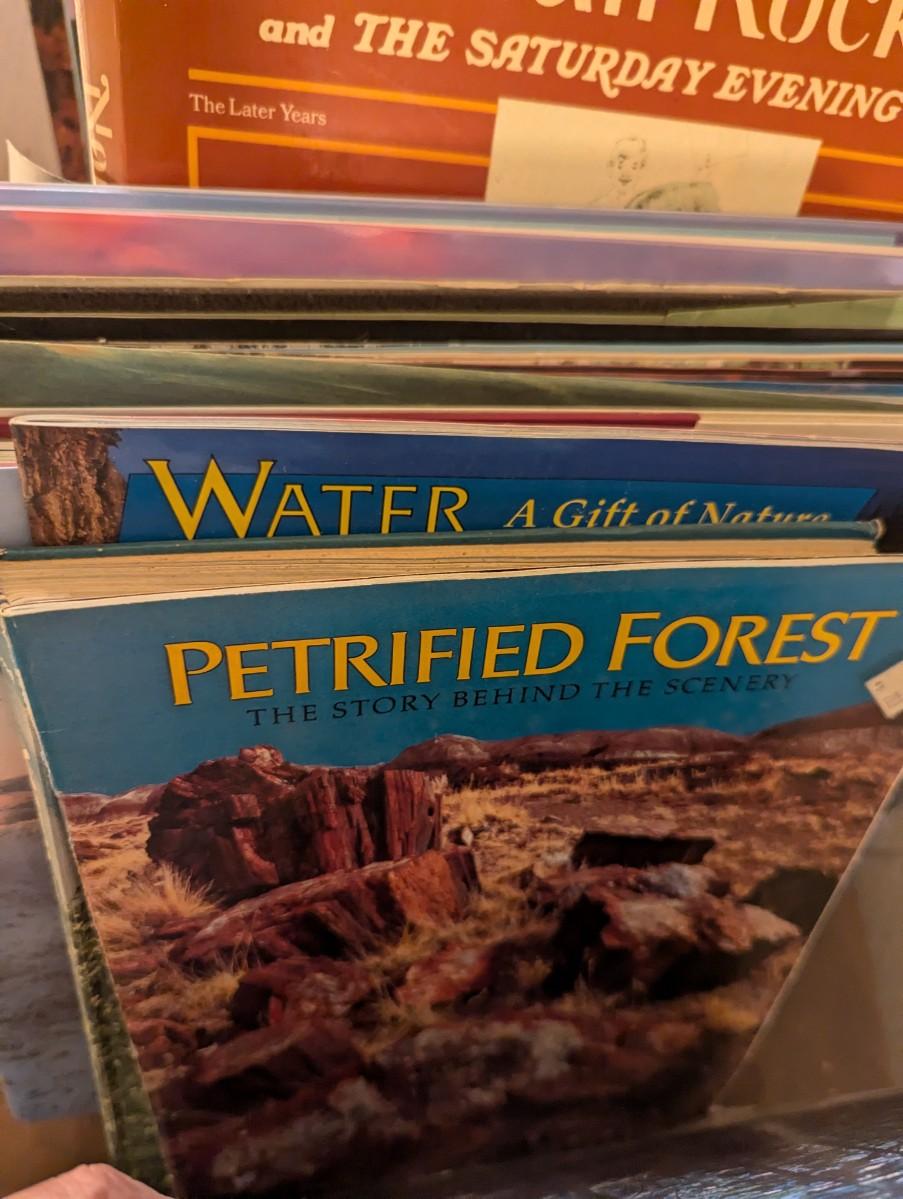 and THE SATURDAY EVENING
The Later Years
WATER A Gift of Nature
PETRIFIED FOREST
THE STORY BEHIND THE SCENERY